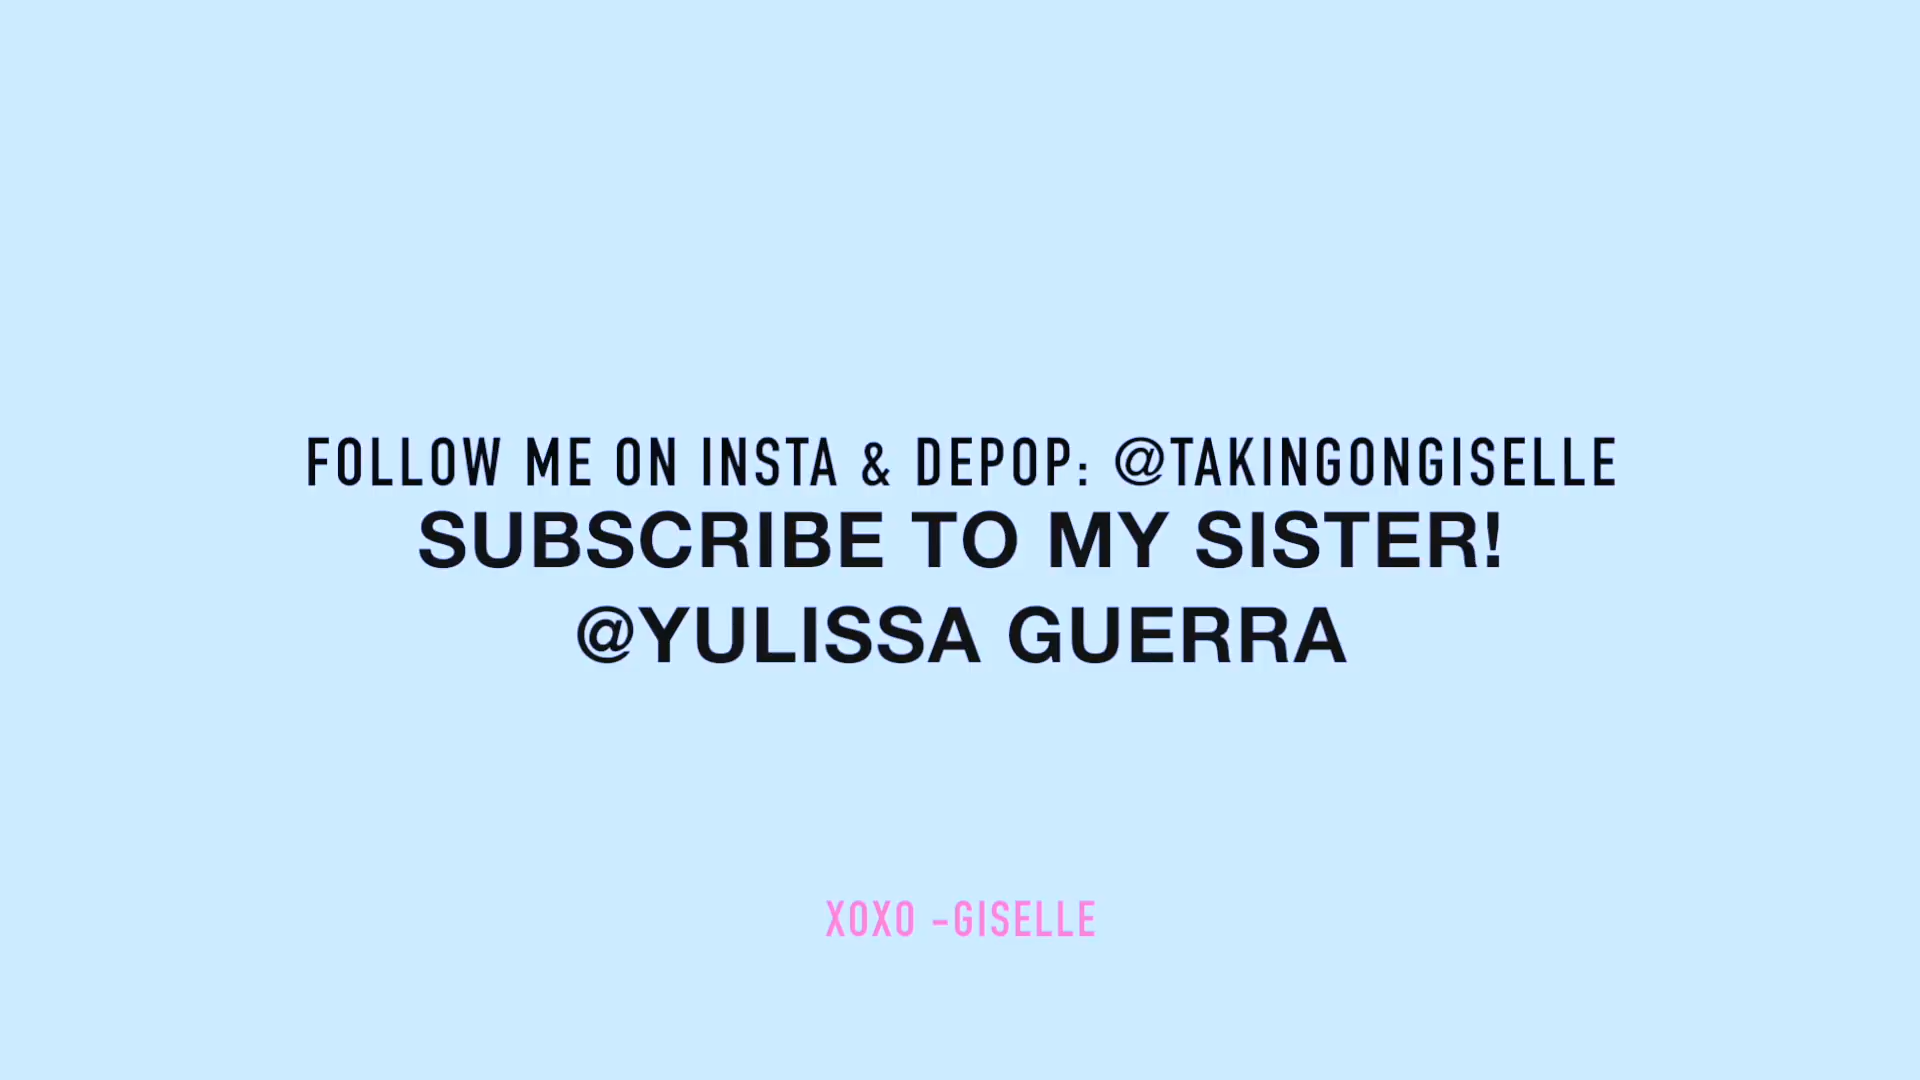 FOLLOW ME ON INSTA & DEPOP: @TAKINGONGISELLE
SUBSCRIBE TO MY SISTER!
@YULISSA GUERRA
XOXO -GISELLE